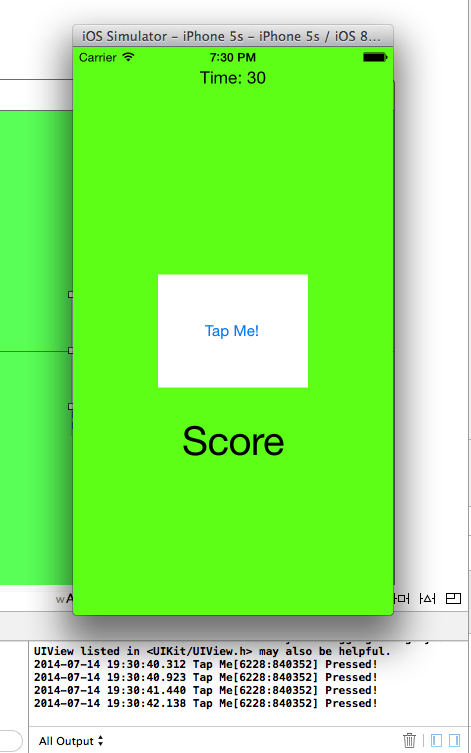 iOS Simulator - iPhone 5s - iPhone 5s / iOS 8...
Carrier 7:30 PM
Time: 30
Tap Me!
Score
UIView listed in <UIKit/UIView.h> may also be helpful.
2014-07-14 19:30:40.312 Tap Me[6228:840352] Pressed!
2014-07-14 19:30:40.923 Tap Me[6228:840352] Pressed!
2014-07-14 19:30:41.440 Tap Me[6228:840352] Pressed!
2014-07-14 19:30:42.138 Tap Me[6228:840352] Pressed!
All Output